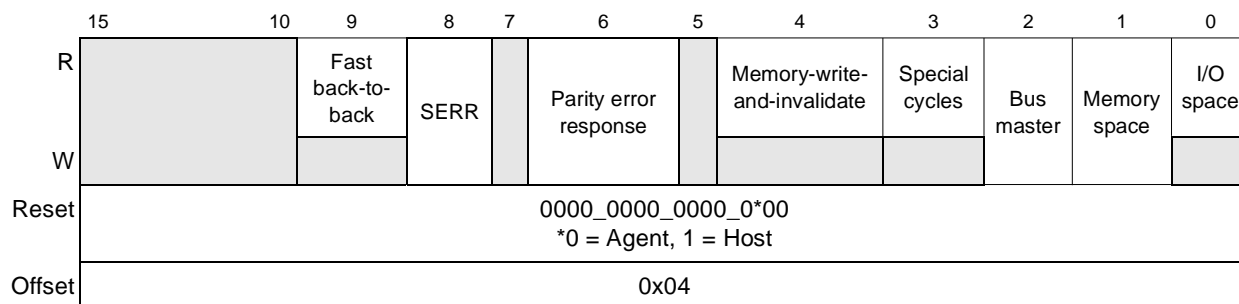 15 10 9 8 7 6 5 4 3 2 1 0
R
W
Fast
back-to-
back
SERR
Parity error
response
Memory-write-
and-invalidate
Special
cycles
Bus
master
Memory
space
I/O
space
Reset
0000_0000_0000_0*00
*0 = Agent, 1 = Host
Offset
0x04